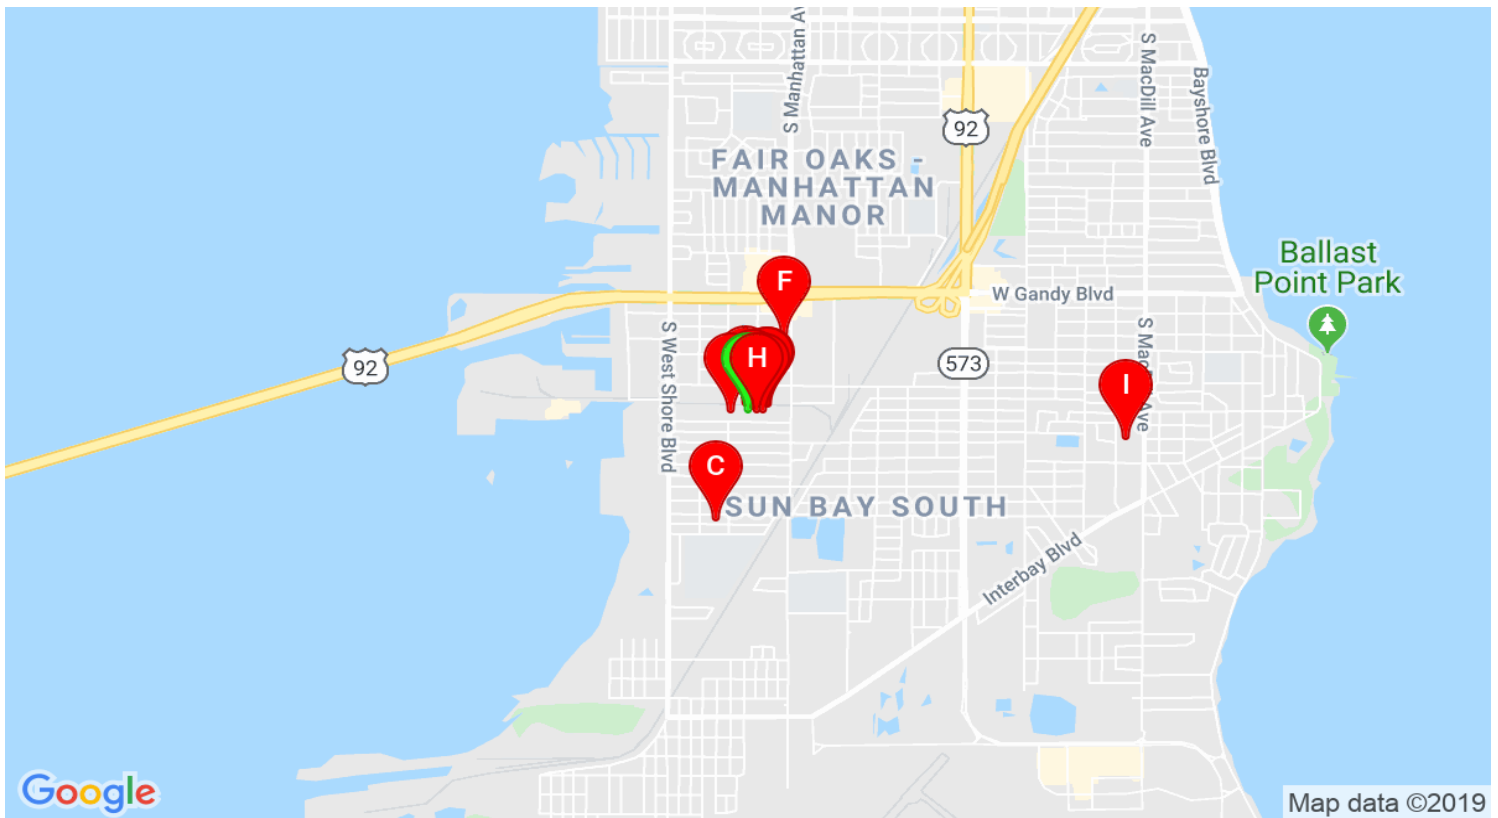 S Manhattan Av
S MacDill Ave
Bayshore Blvd
92
FAIR OAKS -
MANHATTAN
MANOR
Ballast
Point Park
F
W Gandy Blvd
S West Shore Blvd
92
H
573
I
Ave
C
SUN BAY SOUTH
Interbay Blvd
Google
Map data ©2019